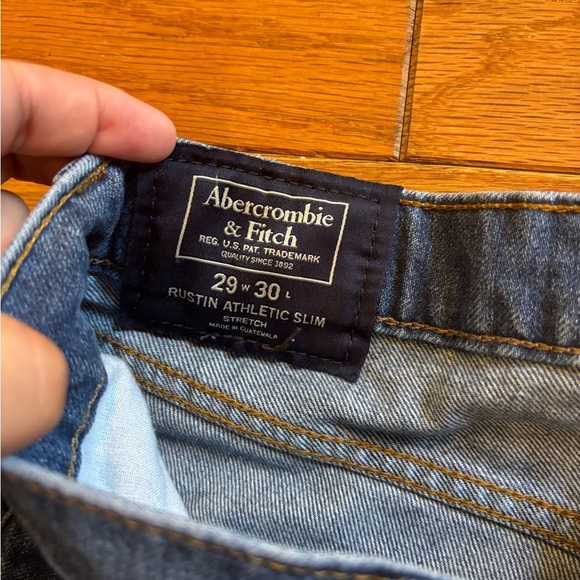 Abercrombie
& Fitch
REG. U.S. PAT. TRADEMARK
QUALITY SINCE 1892
29 W 30 L
RUSTIN ATHLETIC SLIM
STRETCH
MADE IN GUATEMALA